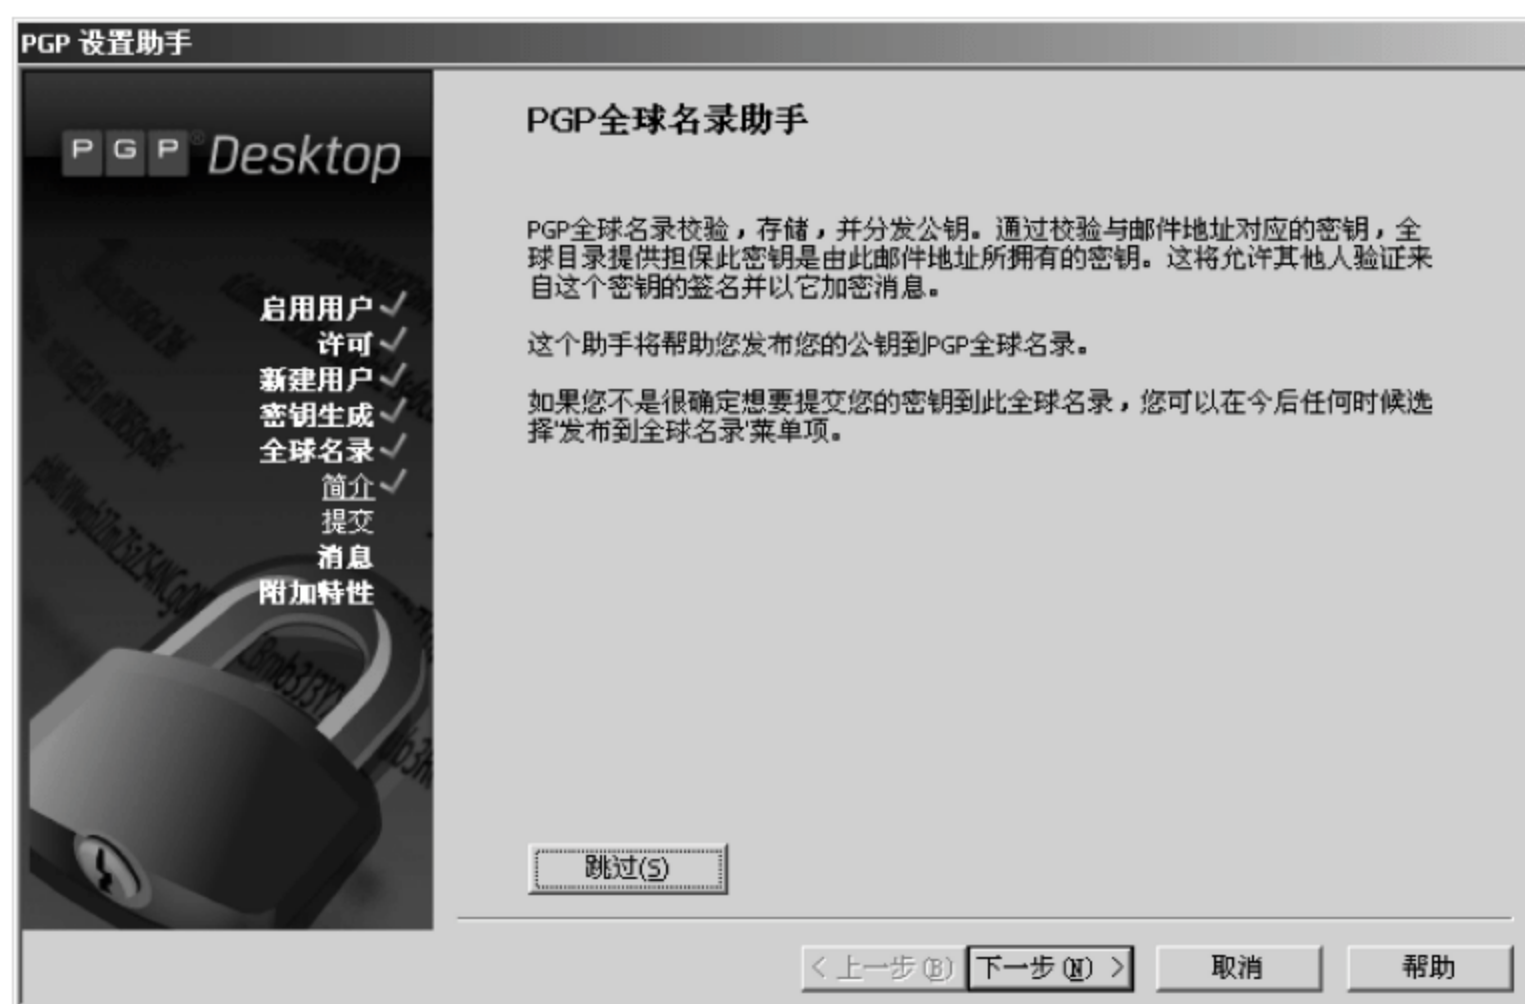 PGP 设置助手
PGP® Desktop
启用用户
许可
新建用户
密钥生成
全球名录
简介
提交
消息
附加特性
PGP全球名录助手
PGP全球名录校验，存储，并分发公钥。通过校验与邮件地址对应的密钥，全
球目录提供担保此密钥是由此邮件地址所拥有的密钥。这将允许其他人验证来
自这个密钥的签名并以它加密消息。
这个助手将帮助您发布您的公钥到PGP全球名录。
如果您不是很确定想要提交您的密钥到此全球名录，您可以在今后任何时候选
择'发布到全球名录'菜单项。
跳过(S)
< 上一步(B) 下一步(N) > 取消 帮助